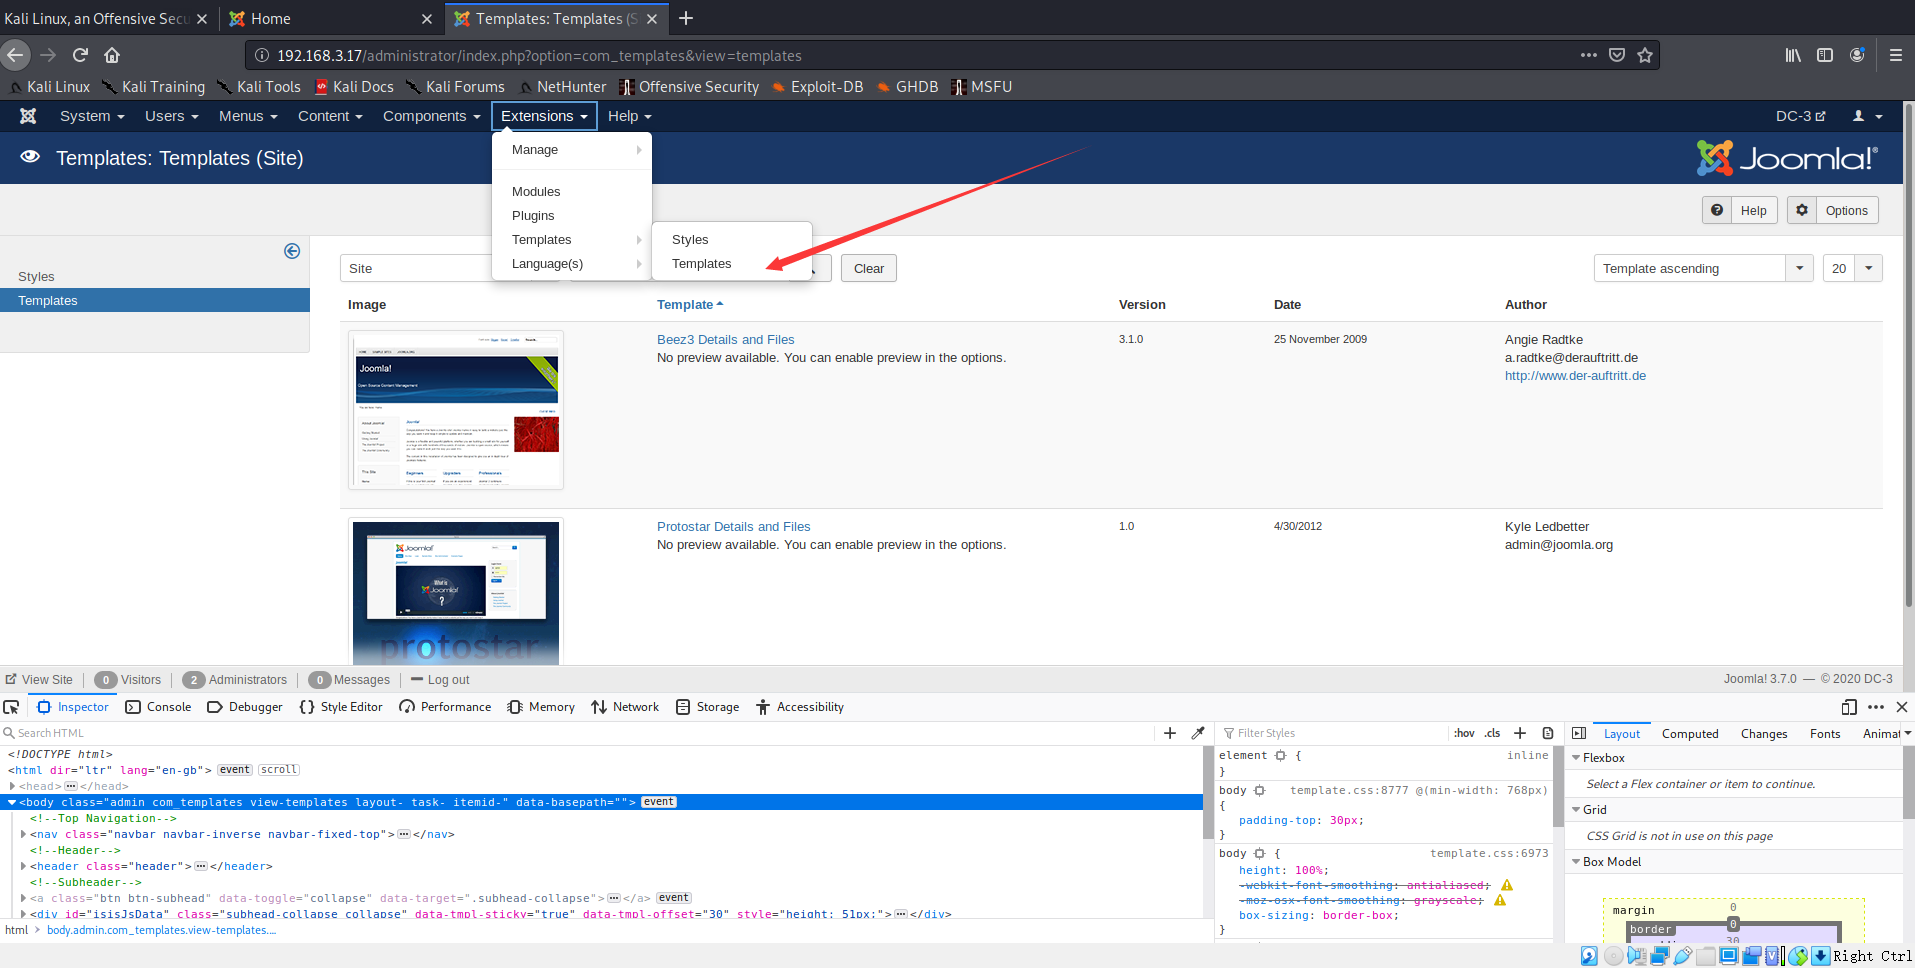 Kali Linux, an Offensive Secu
Home
Templates: Templates (S
192.168.3.17/administrator/index.php?option=com_templates&view=templates
Kali Linux Kali Training Kali Tools Kali Docs Kali Forums NetHunter Offensive Security Exploit-DB GHDB MSFU
System Users Menus Content Components Extensions Help DC-3
Templates: Templates (Site)
Joomla!®
Manage
Modules
Plugins
Templates
Language(s)
Styles
Templates
Help
Options
Styles
Templates
Site
Clear
Template ascending
20
Image Template Version Date Author
Joomla!
Open Source Content Management
Beez3 Details and Files
No preview available. You can enable preview in the options.
3.1.0
25 November 2009
Angie Radtke
a.radtke@derauftritt.de
http://www.der-auftritt.de
Joomla!
What is
Joomla!
?
protostar
Protostar Details and Files
No preview available. You can enable preview in the options.
1.0
4/30/2012
Kyle Ledbetter
admin@joomla.org
View Site 0 Visitors 2 Administrators 0 Messages Log out
Joomla! 3.7.0 — © 2020 DC-3
Inspector Console Debugger Style Editor Performance Memory Network Storage Accessibility
Search HTML
<!DOCTYPE html>
<html dir="ltr" lang="en-gb"> event scroll
<head> ••• </head>
<body class="admin com_templates view-templates layout- task- itemid-" data-basepath=""> event
<!--Top Navigation-->
<nav class="navbar navbar-inverse navbar-fixed-top"> ••• </nav>
<!--Header-->
<header class="header"> ••• </header>
<!--Subheader-->
<a class="btn btn-subhead" data-toggle="collapse" data-target=".subhead-collapse"> ••• </a> event
<div id="isisJsData" class="subhead-collapse collapse" data-tmpl-sticky="true" data-tmpl-offset="30" style="height: 51px;"> ••• </div>
html > body.admin.com_templates.view-templates.…
Filter Styles
:hov .cls
element { inline
}
body template.css:8777 @(min-width: 768px)
{
padding-top: 30px;
}
body { template.css:6973
height: 100%;
-webkit-font-smoothing: antialiased;
-moz-osx-font-smoothing: grayscale;
box-sizing: border-box;
}
Layout Computed Changes Fonts Animat
Flexbox
Select a Flex container or item to continue.
Grid
CSS Grid is not in use on this page
Box Model
margin 0
border 0
30
Right Ctrl